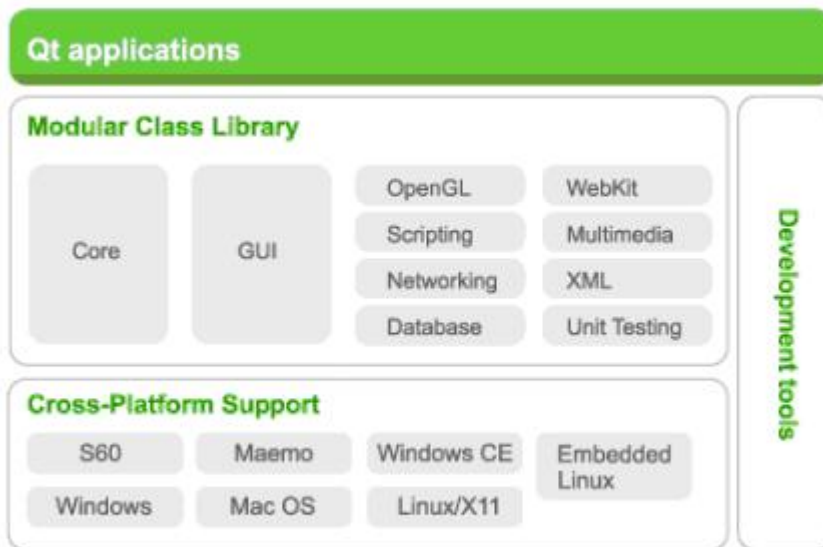 Qt applications
Modular Class Library
Core
GUI
OpenGL
WebKit
Scripting
Multimedia
Networking
XML
Database
Unit Testing
Cross-Platform Support
S60
Maemo
Windows CE
Embedded
Linux
Windows
Mac OS
Linux/X11
Development tools